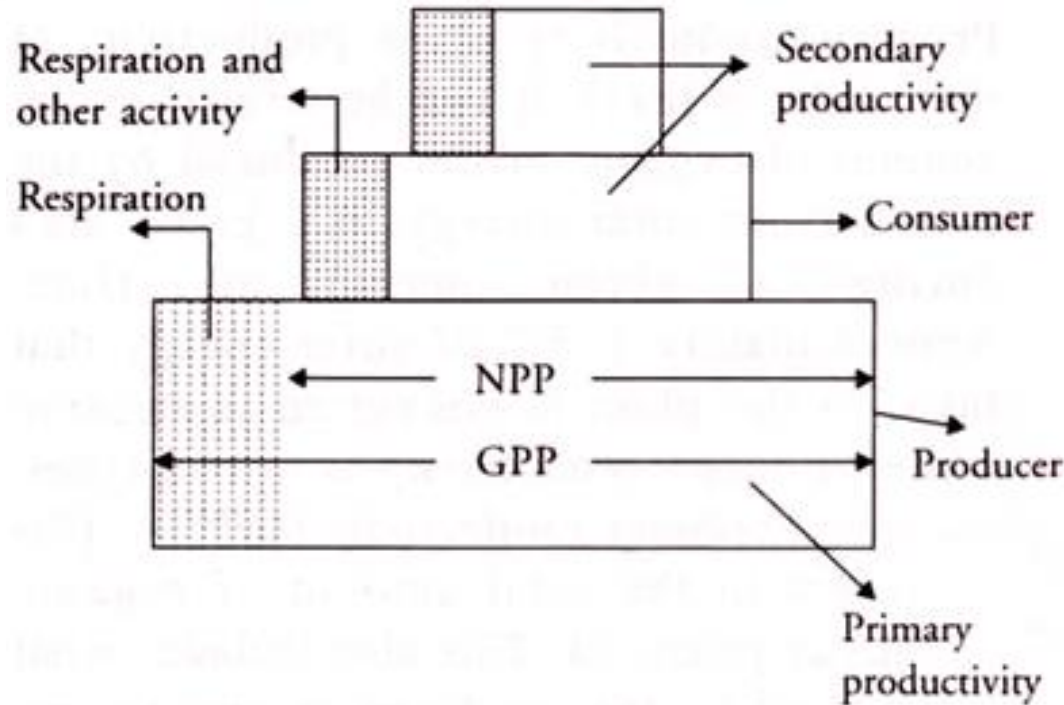 Respiration and
other activity
Secondary
productivity
Respiration
Consumer
NPP
GPP
Producer
Primary
productivity